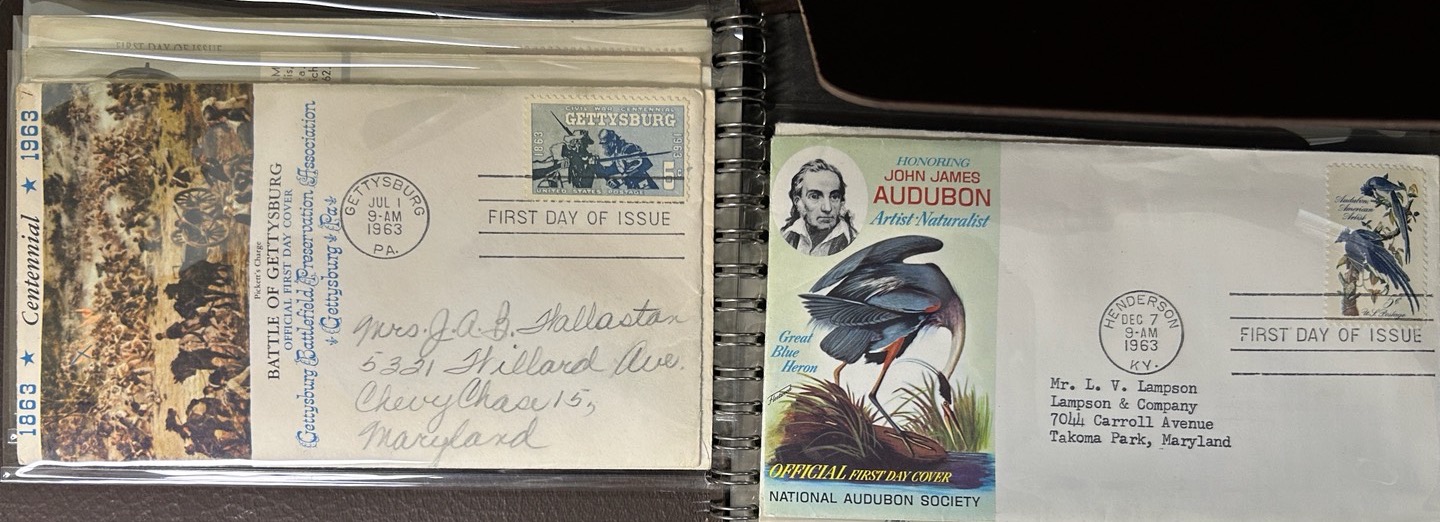 FIRST DAY OF ISSUE
62.
1863 ★ Centennial ★ 1963
Pickett's Charge
BATTLE OF GETTYSBURG
OFFICIAL FIRST DAY COVER
Gettysburg Battlefield Preservation Association
Gettysburg Pa
GETTYSBURG
JUL 1
9-AM
1963
PA.
CIVIL WAR CENTENNIAL
GETTYSBURG
1863
1963
5c
UNITED STATES POSTAGE
FIRST DAY OF ISSUE
Mrs. J. A. B. Hallastan
5321 Willard Ave.
Chevy Chase 15,
Maryland
HONORING
JOHN JAMES
AUDUBON
Artist-Naturalist
Great
Blue
Heron
OFFICIAL FIRST DAY COVER
NATIONAL AUDUBON SOCIETY
Audubon
American
Artist
U.S. Postage
HENDERSON
DEC 7
9-AM
1963
KY.
FIRST DAY OF ISSUE
Mr. L. V. Lampson
Lampson & Company
7044 Carroll Avenue
Takoma Park, Maryland